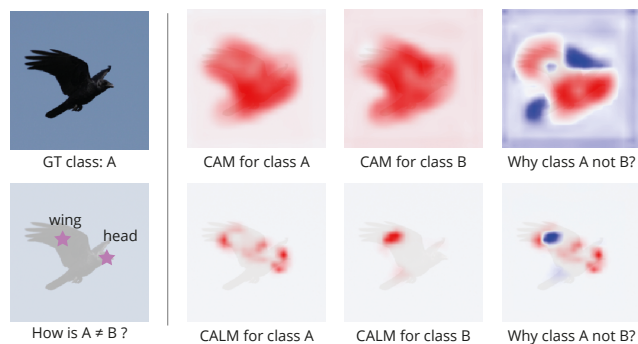 GT class: A
CAM for class A
CAM for class B
Why class A not B?
wing
head
How is A ≠ B ?
CALM for class A
CALM for class B
Why class A not B?